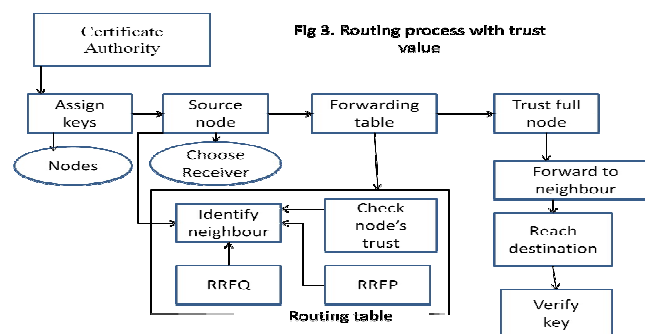 Certificate
Authority
Fig 3. Routing process with trust
value
Assign
keys
Source
node
Forwarding
table
Trust full
node
Nodes
Choose
Receiver
Forward to
neighbour
Identify
neighbour
Check
node's
trust
Reach
destination
RREQ
RREP
Routing table
Verify
key